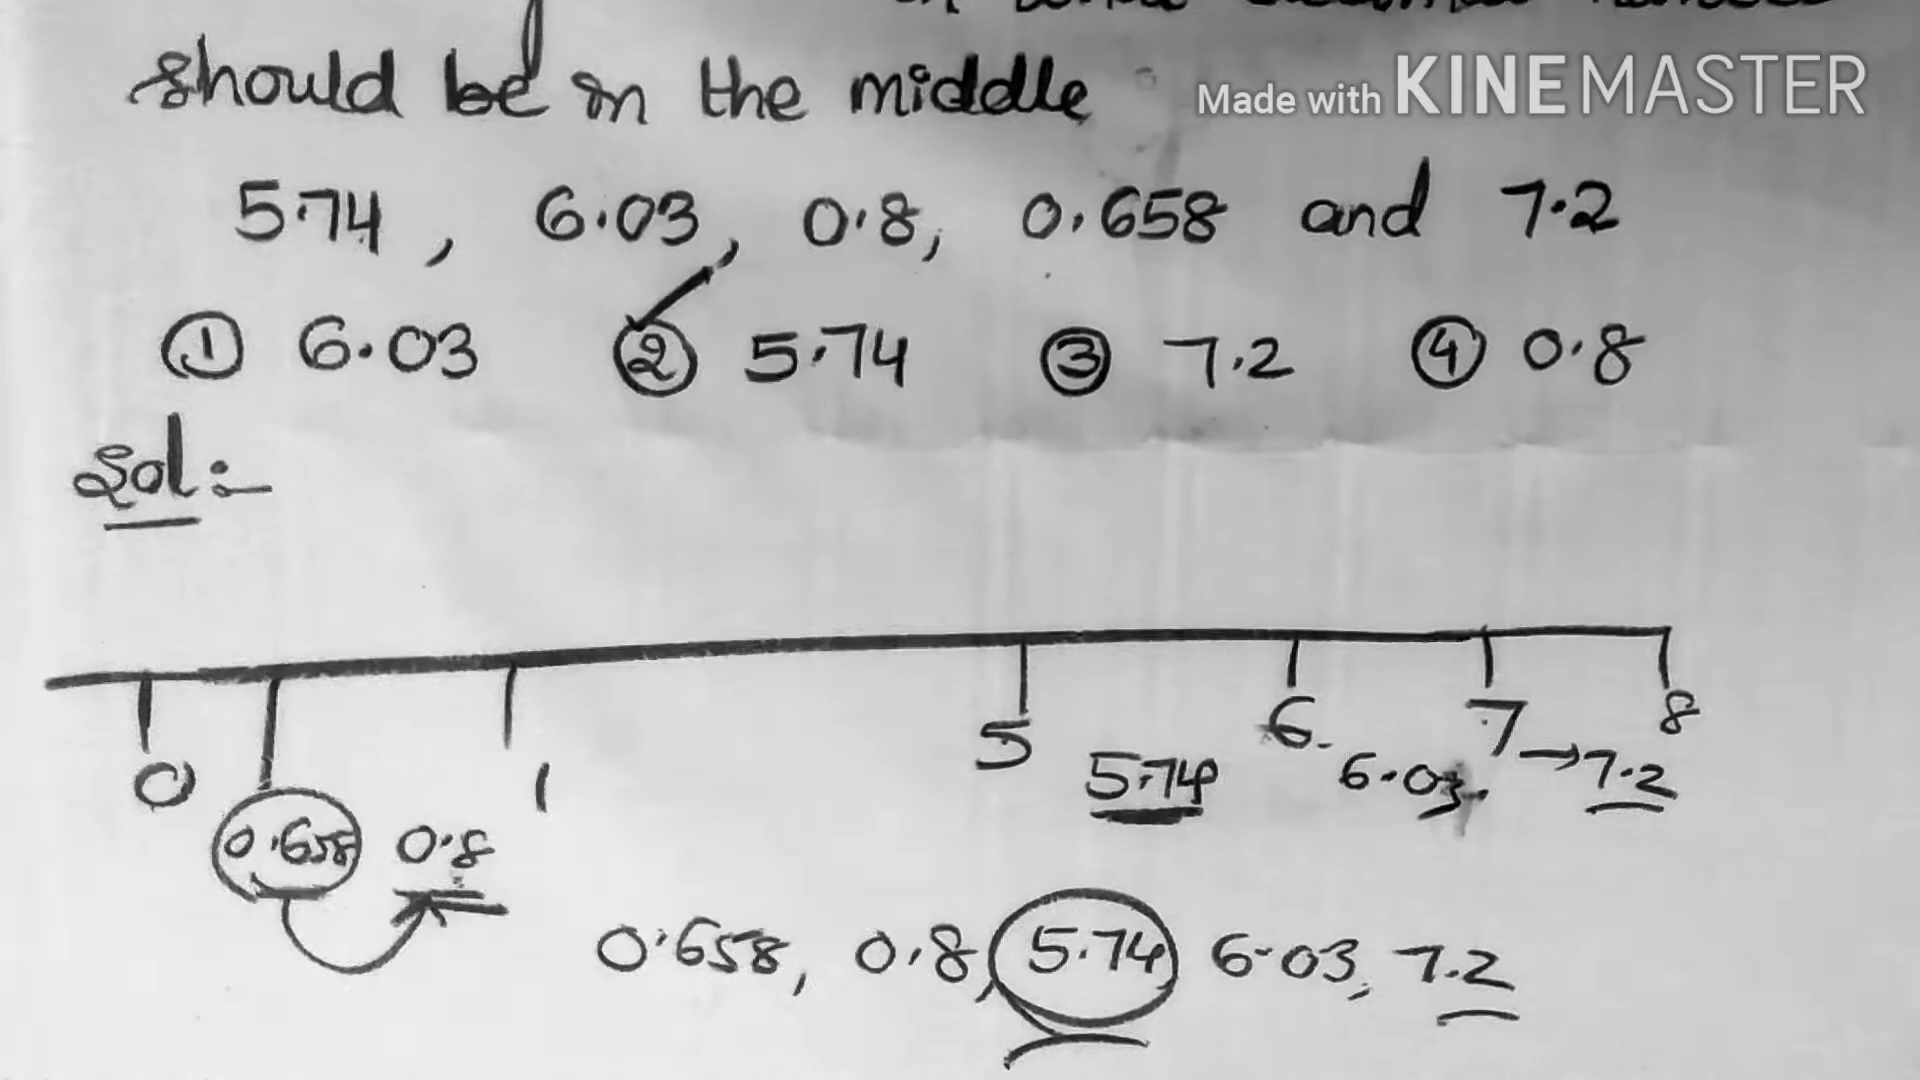 should be in the middle
Made with KINEMASTER
5.74, 6.03, 0.8, 0.658 and 7.2
① 6.03 ② 5.74 ③ 7.2 ④ 0.8
Sol:-
0 1 5 6 7 8
5.74 6.03 → 7.2
0.658 0.8
0.658, 0.8, 5.74 6.03, 7.2